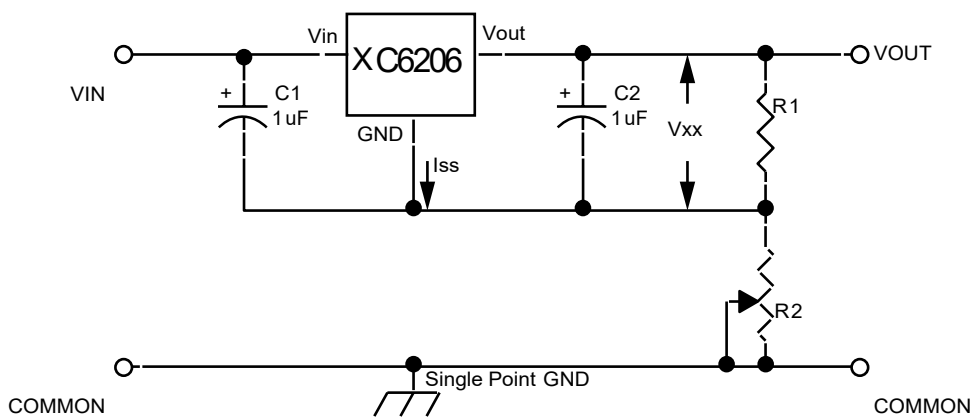 Vin
XC6206
Vout
VOUT
VIN
+
C1
1uF
GND
Iss
+
C2
1uF
Vxx
R1
R2
Single Point GND
COMMON
COMMON